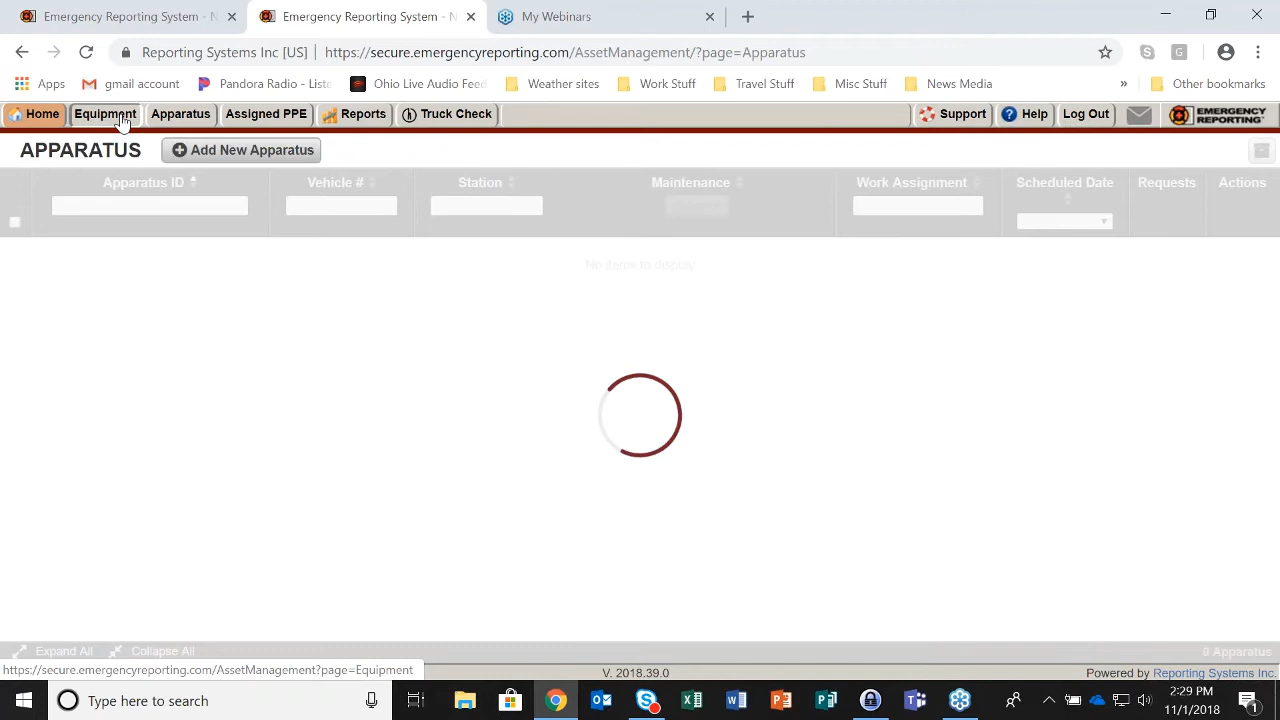 Emergency Reporting System - N
Emergency Reporting System - N
My Webinars
Reporting Systems Inc [US] | https://secure.emergencyreporting.com/AssetManagement/?page=Apparatus
Apps
gmail account
Pandora Radio - Liste
Ohio Live Audio Feed
Weather sites
Work Stuff
Travel Stuff
Misc Stuff
News Media
»
Other bookmarks
Home
Equipment
Apparatus
Assigned PPE
Reports
Truck Check
Support
Help
Log Out
EMERGENCY REPORTING
APPARATUS
Add New Apparatus
Apparatus ID
Vehicle #
Station
Maintenance
Work Assignment
Scheduled Date
Requests
Actions
No items to display
Expand All
Collapse All
0 Apparatus
https://secure.emergencyreporting.com/AssetManagement?page=Equipment
V. 2018.39.0
Powered by Reporting Systems Inc.
Type here to search
2:29 PM
11/1/2018